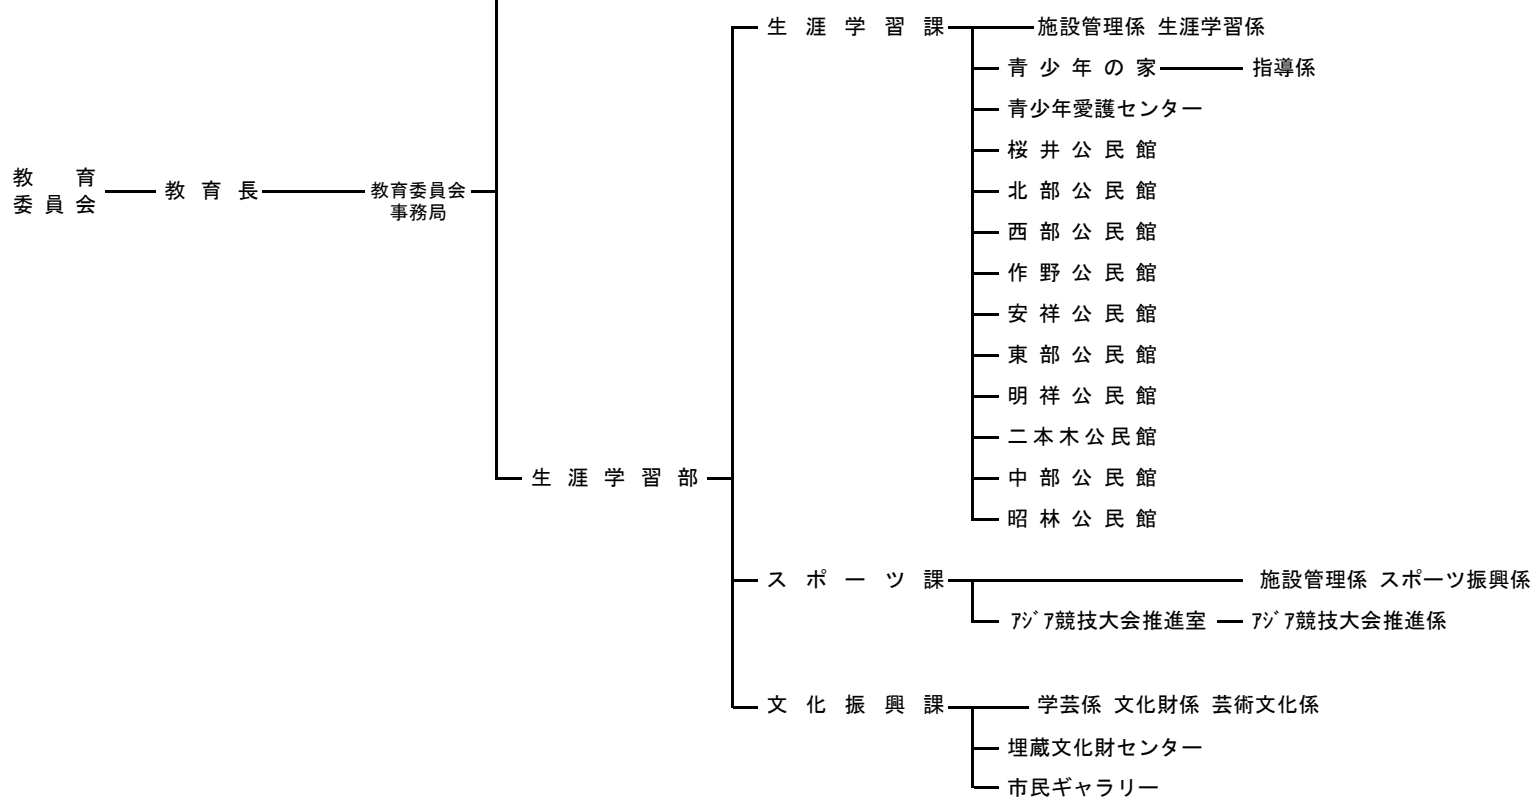 生涯学習課 施設管理係 生涯学習係
青少年の家 指導係
青少年愛護センター
桜井公民館
教育委員会 教育長 教育委員会事務局
北部公民館
西部公民館
作野公民館
安祥公民館
東部公民館
明祥公民館
二本木公民館
生涯学習部 中部公民館
昭林公民館
スポーツ課 施設管理係 スポーツ振興係
ｱｼﾞｱ競技大会推進室 ｱｼﾞｱ競技大会推進係
文化振興課 学芸係 文化財係 芸術文化係
埋蔵文化財センター
市民ギャラリー